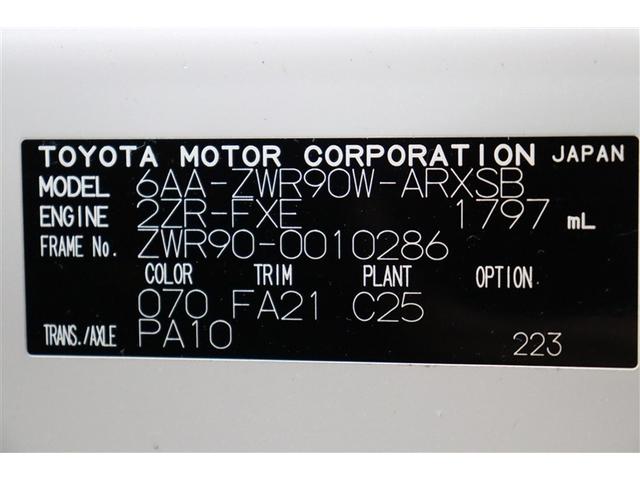 TOYOTA MOTOR CORPORATION JAPAN
MODEL 6AA-ZWR90W-ARXSB
ENGINE 2ZR-FXE 1797 mL
FRAME No. ZWR90-0010286
COLOR TRIM PLANT OPTION
070 FA21 C25
TRANS./AXLE PA10 223